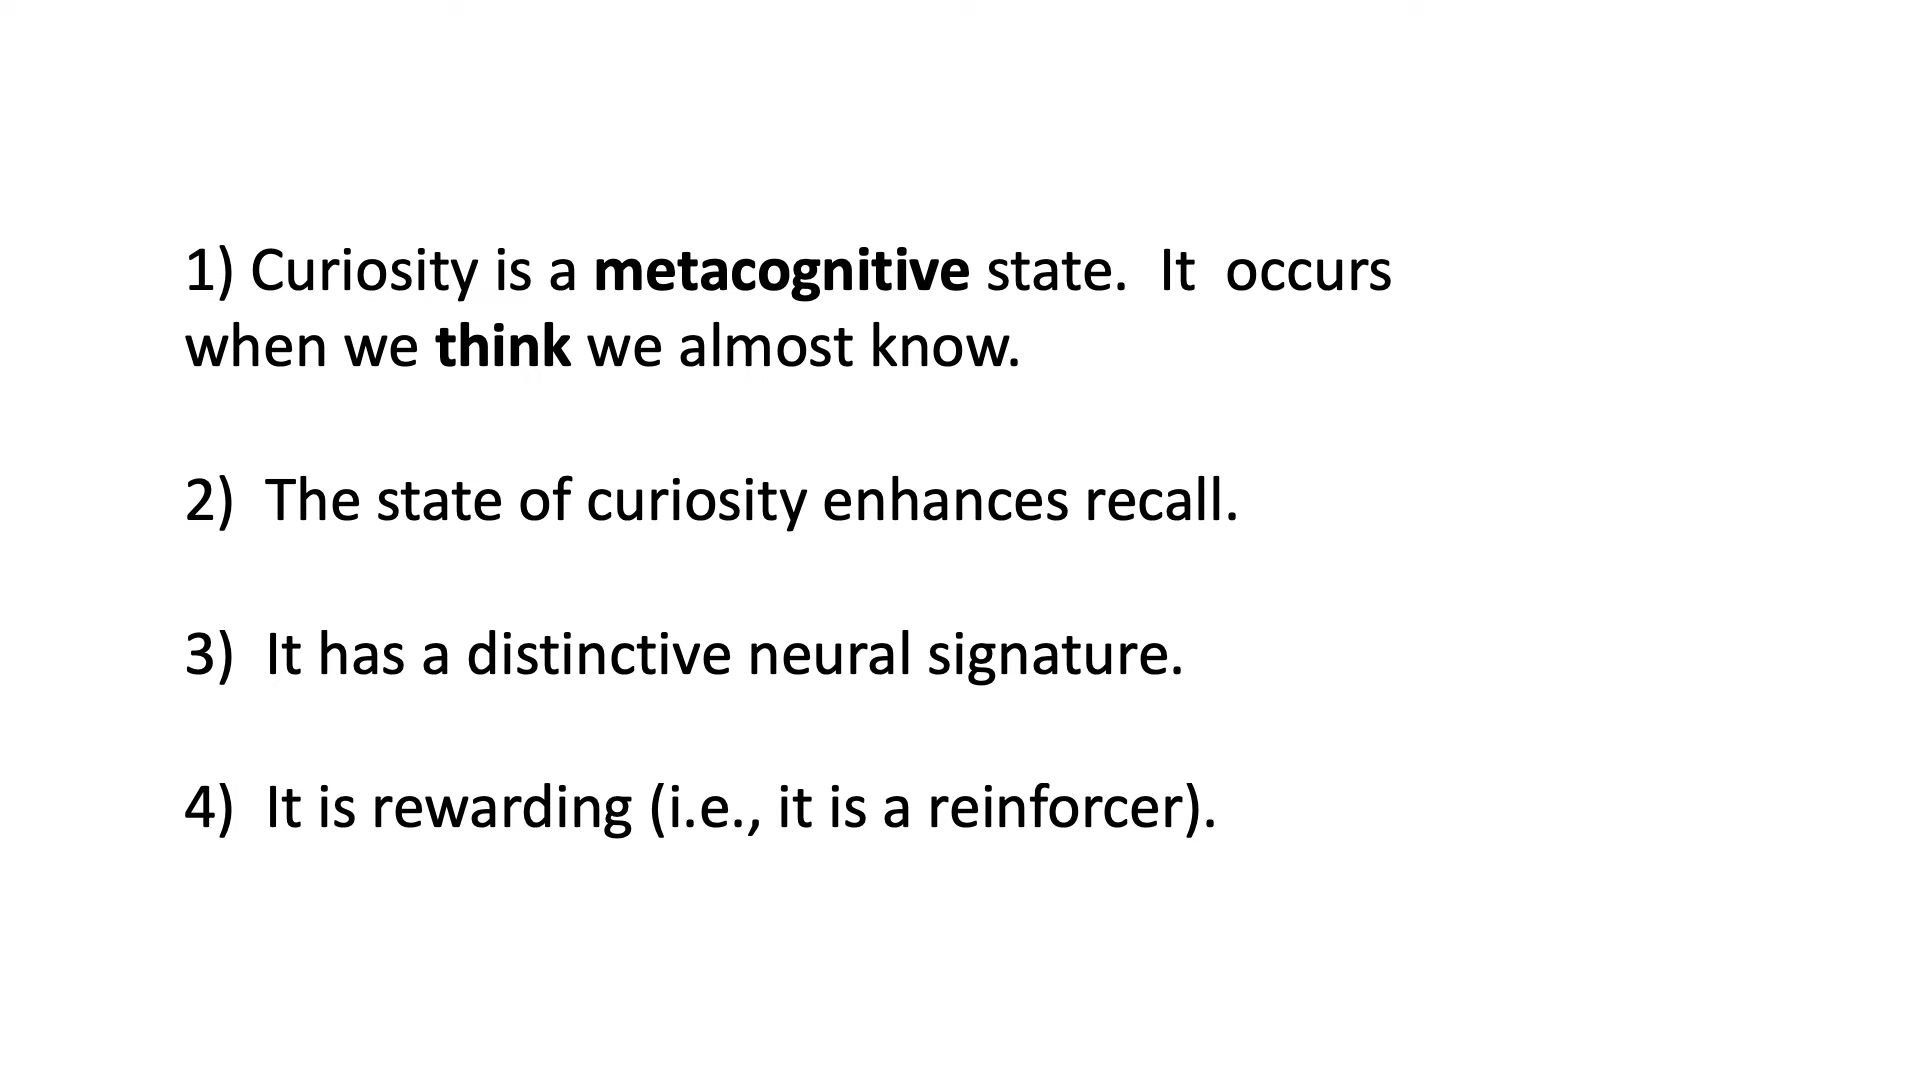 1) Curiosity is a metacognitive state.  It  occurs
when we think we almost know.
2)  The state of curiosity enhances recall.
3)  It has a distinctive neural signature.
4)  It is rewarding (i.e., it is a reinforcer).